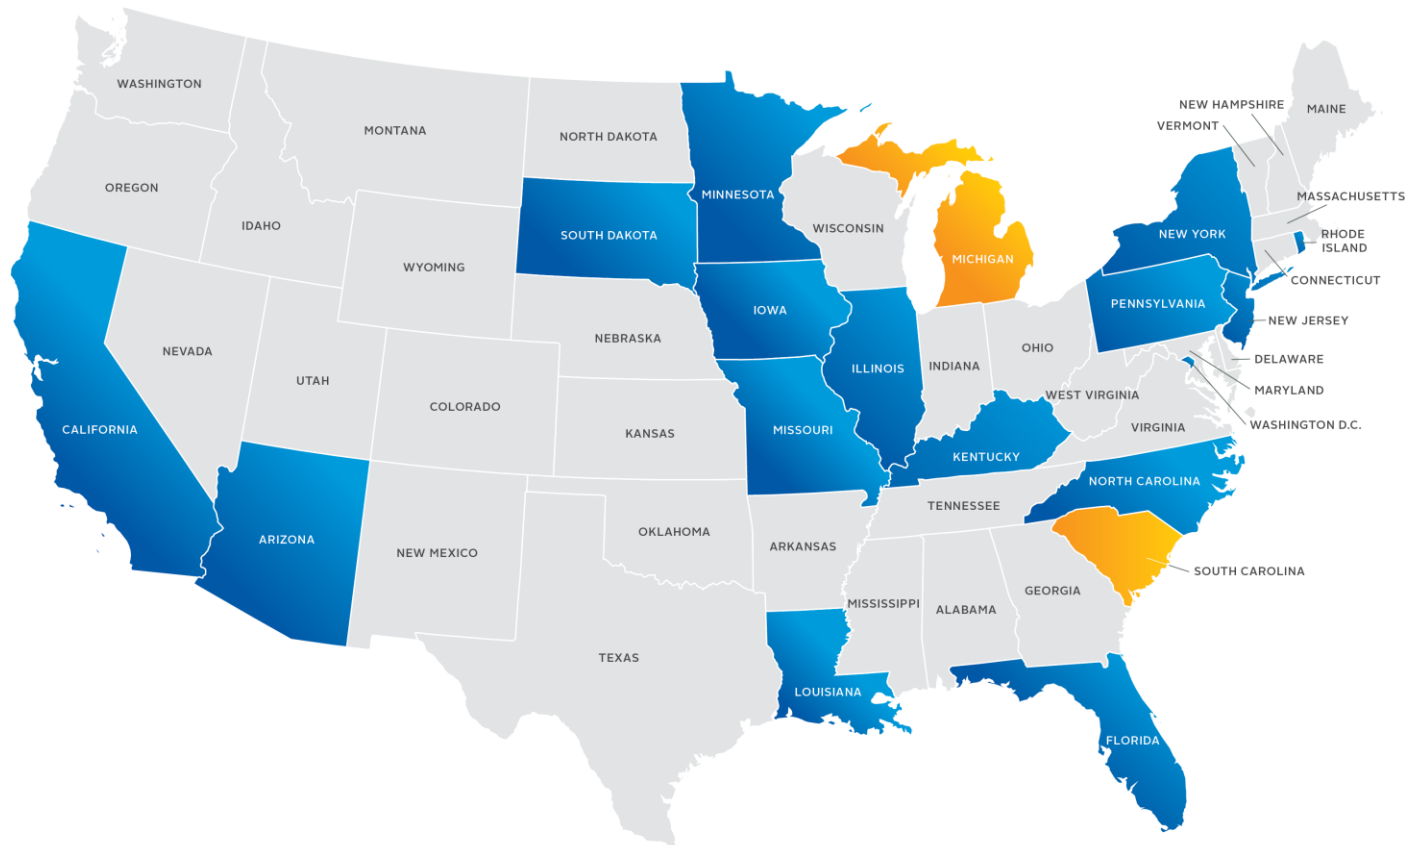 WASHINGTON
MONTANA
NORTH DAKOTA
MINNESOTA
NEW HAMPSHIRE
VERMONT
MAINE
OREGON
IDAHO
WYOMING
SOUTH DAKOTA
WISCONSIN
MICHIGAN
NEW YORK
MASSACHUSETTS
RHODE
ISLAND
CONNECTICUT
PENNSYLVANIA
NEW JERSEY
IOWA
NEBRASKA
NEVADA
UTAH
COLORADO
KANSAS
ILLINOIS
INDIANA
OHIO
DELAWARE
MARYLAND
WEST VIRGINIA
VIRGINIA
WASHINGTON D.C.
CALIFORNIA
MISSOURI
KENTUCKY
NORTH CAROLINA
TENNESSEE
ARIZONA
NEW MEXICO
OKLAHOMA
ARKANSAS
SOUTH CAROLINA
MISSISSIPPI
ALABAMA
GEORGIA
TEXAS
LOUISIANA
FLORIDA